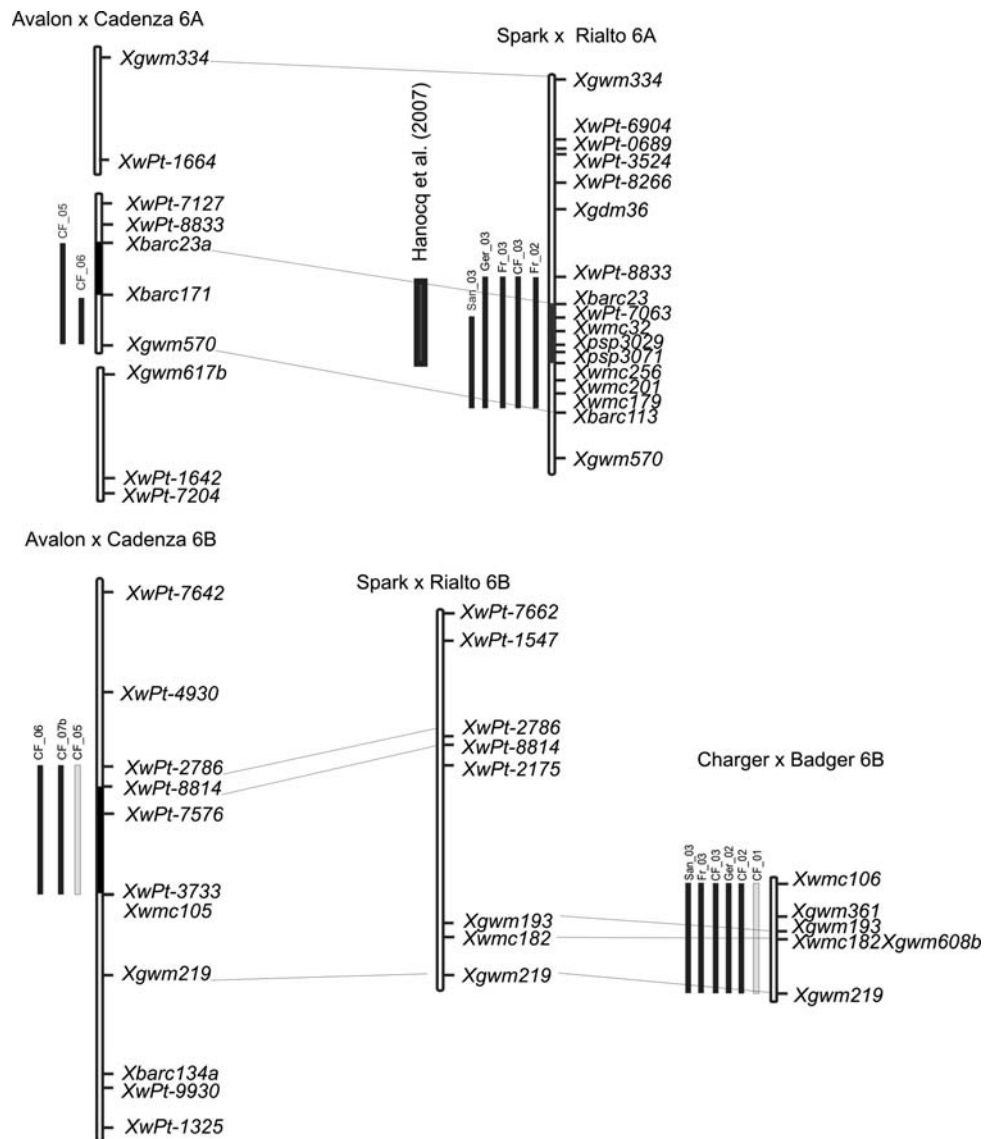 Avalon x Cadenza 6A
Xgwm334
XwPt-1664
XwPt-7127
XwPt-8833
Xbarc23a
Xbarc171
Xgwm570
Xgwm617b
XwPt-1642
XwPt-7204
CF_05
CF_06
Hanocq et al. (2007)
Spark x Rialto 6A
San_03
Ger_03
Fr_03
CF_03
Fr_02
Xgwm334
XwPt-6904
XwPt-0689
XwPt-3524
XwPt-8266
Xgdm36
XwPt-8833
Xbarc23
XwPt-7063
Xwmc32
Xpsp3029
Xpsp3071
Xwmc256
Xwmc201
Xwmc179
Xbarc113
Xgwm570
Avalon x Cadenza 6B
CF_06
CF_07b
CF_05
XwPt-7642
XwPt-4930
XwPt-2786
XwPt-8814
XwPt-7576
XwPt-3733
Xwmc105
Xgwm219
Xbarc134a
XwPt-9930
XwPt-1325
Spark x Rialto 6B
XwPt-7662
XwPt-1547
XwPt-2786
XwPt-8814
XwPt-2175
Xgwm193
Xwmc182
Xgwm219
Charger x Badger 6B
San_03
Fr_03
CF_03
Ger_02
CF_02
CF_01
Xwmc106
Xgwm361
Xgwm193
Xwmc182Xgwm608b
Xgwm219